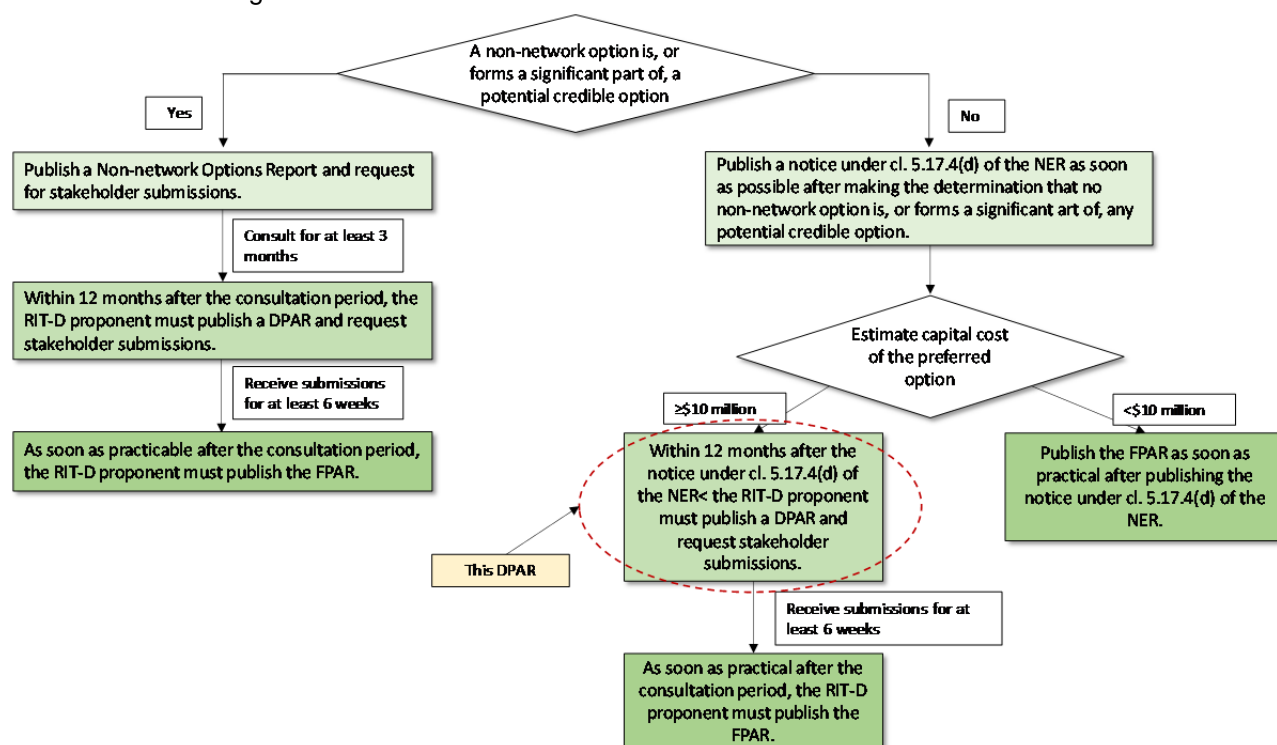 A non-network option is, or
forms a significant part of, a
potential credible option
Yes
No
Publish a Non-network Options Report and request
for stakeholder submissions.
Consult for at least 3
months
Within 12 months after the consultation period, the
RIT-D proponent must publish a DPAR and request
stakeholder submissions.
Receive submissions
for at least 6 weeks
As soon as practicable after the consultation period,
the RIT-D proponent must publish the FPAR.
Publish a notice under cl. 5.17.4(d) of the NER as soon
as possible after making the determination that no
non-network option is, or forms a significant art of, any
potential credible option.
Estimate capital cost
of the preferred
option
≥$10 million
<$10 million
Within 12 months after the
notice under cl. 5.17.4(d) of
the NER< the RIT-D proponent
must publish a DPAR and
request stakeholder
submissions.
This DPAR
Publish the FPAR as soon as
practical after publishing the
notice under cl. 5.17.4(d) of the
NER.
Receive submissions for at
least 6 weeks
As soon as practical after the
consultation period, the RIT-D
proponent must publish the
FPAR.